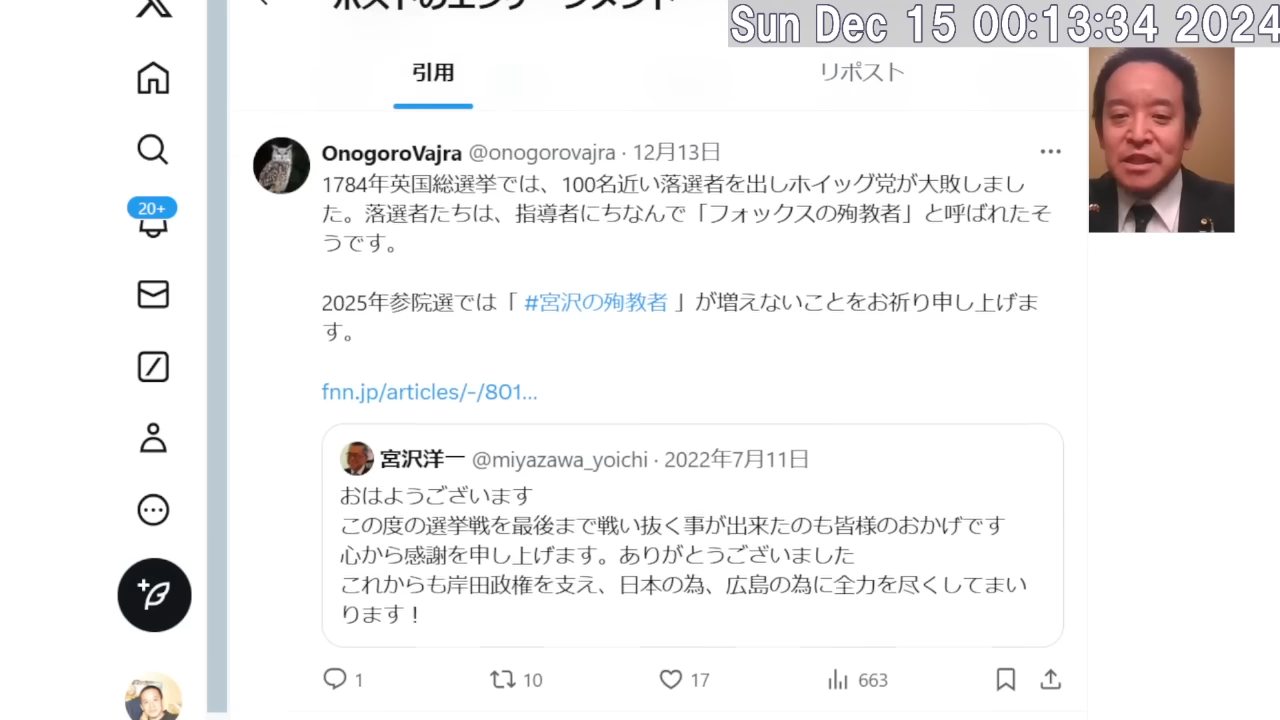 ポストのエンゲージメント
Sun Dec 15 00:13:34 2024
引用
リポスト
20+
OnogoroVajra @onogorovajra · 12月13日
1784年英国総選挙では、100名近い落選者を出しホイッグ党が大敗しまし
た。落選者たちは、指導者にちなんで「フォックスの殉教者」と呼ばれたそ
うです。
2025年参院選では「 #宮沢の殉教者 」が増えないことをお祈り申し上げま
す。
fnn.jp/articles/-/801…
宮沢洋一 @miyazawa_yoichi · 2022年7月11日
おはようございます
この度の選挙戦を最後まで戦い抜く事が出来たのも皆様のおかげです
心から感謝を申し上げます。ありがとうございました
これからも岸田政権を支え、日本の為、広島の為に全力を尽くしてまい
ります！
1
10
17
663